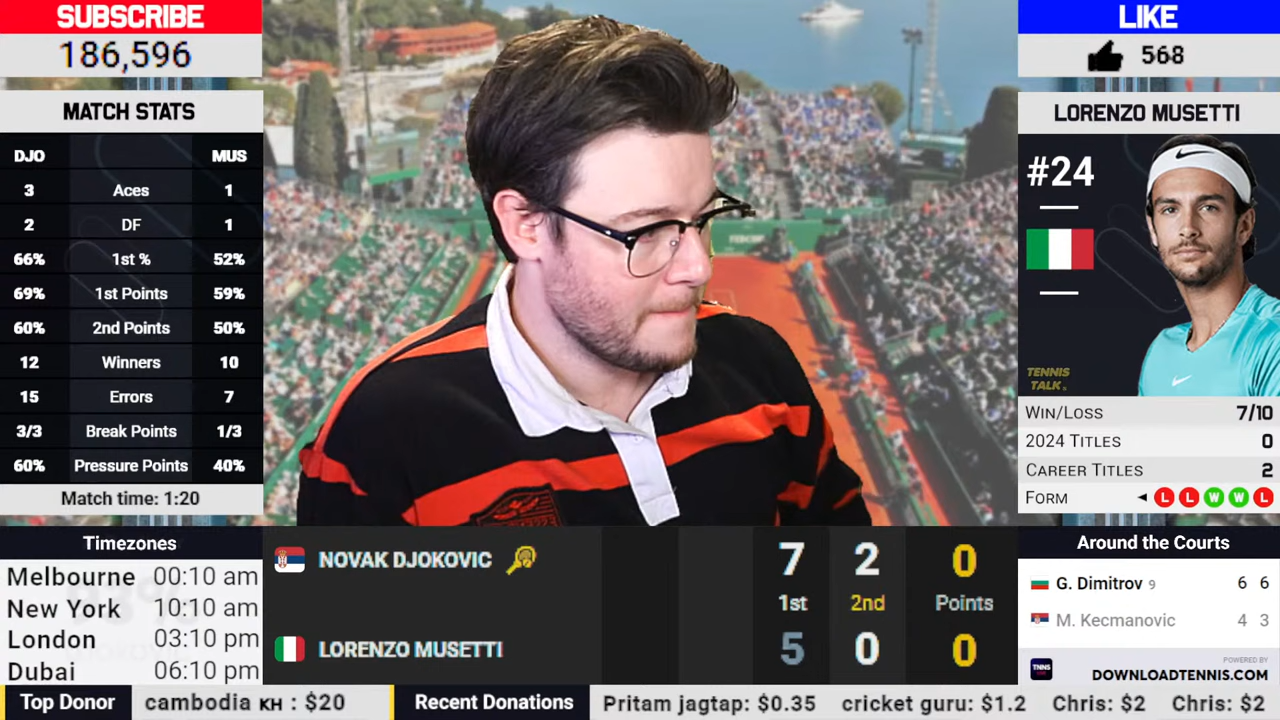 SUBSCRIBE
186,596
MATCH STATS
DJO MUS
3 Aces 1
2 DF 1
66% 1st % 52%
69% 1st Points 59%
60% 2nd Points 50%
12 Winners 10
15 Errors 7
3/3 Break Points 1/3
60% Pressure Points 40%
Match time: 1:20
Timezones
Melbourne 00:10 am
New York 10:10 am
London 03:10 pm
Dubai 06:10 pm
LIKE
568
LORENZO MUSETTI
#24
TENNIS
TALK
WIN/LOSS 7/10
2024 TITLES 0
CAREER TITLES 2
FORM ◄ L L W W L
NOVAK DJOKOVIC 7 2 0
1st 2nd Points
LORENZO MUSETTI 5 0 0
Around the Courts
G. Dimitrov 9 6 6
M. Kecmanovic 4 3
POWERED BY
TNNS DOWNLOADTENNIS.COM
Top Donor cambodia KH : $20 Recent Donations Pritam jagtap: $0.35 cricket guru: $1.2 Chris: $2 Chris: $2